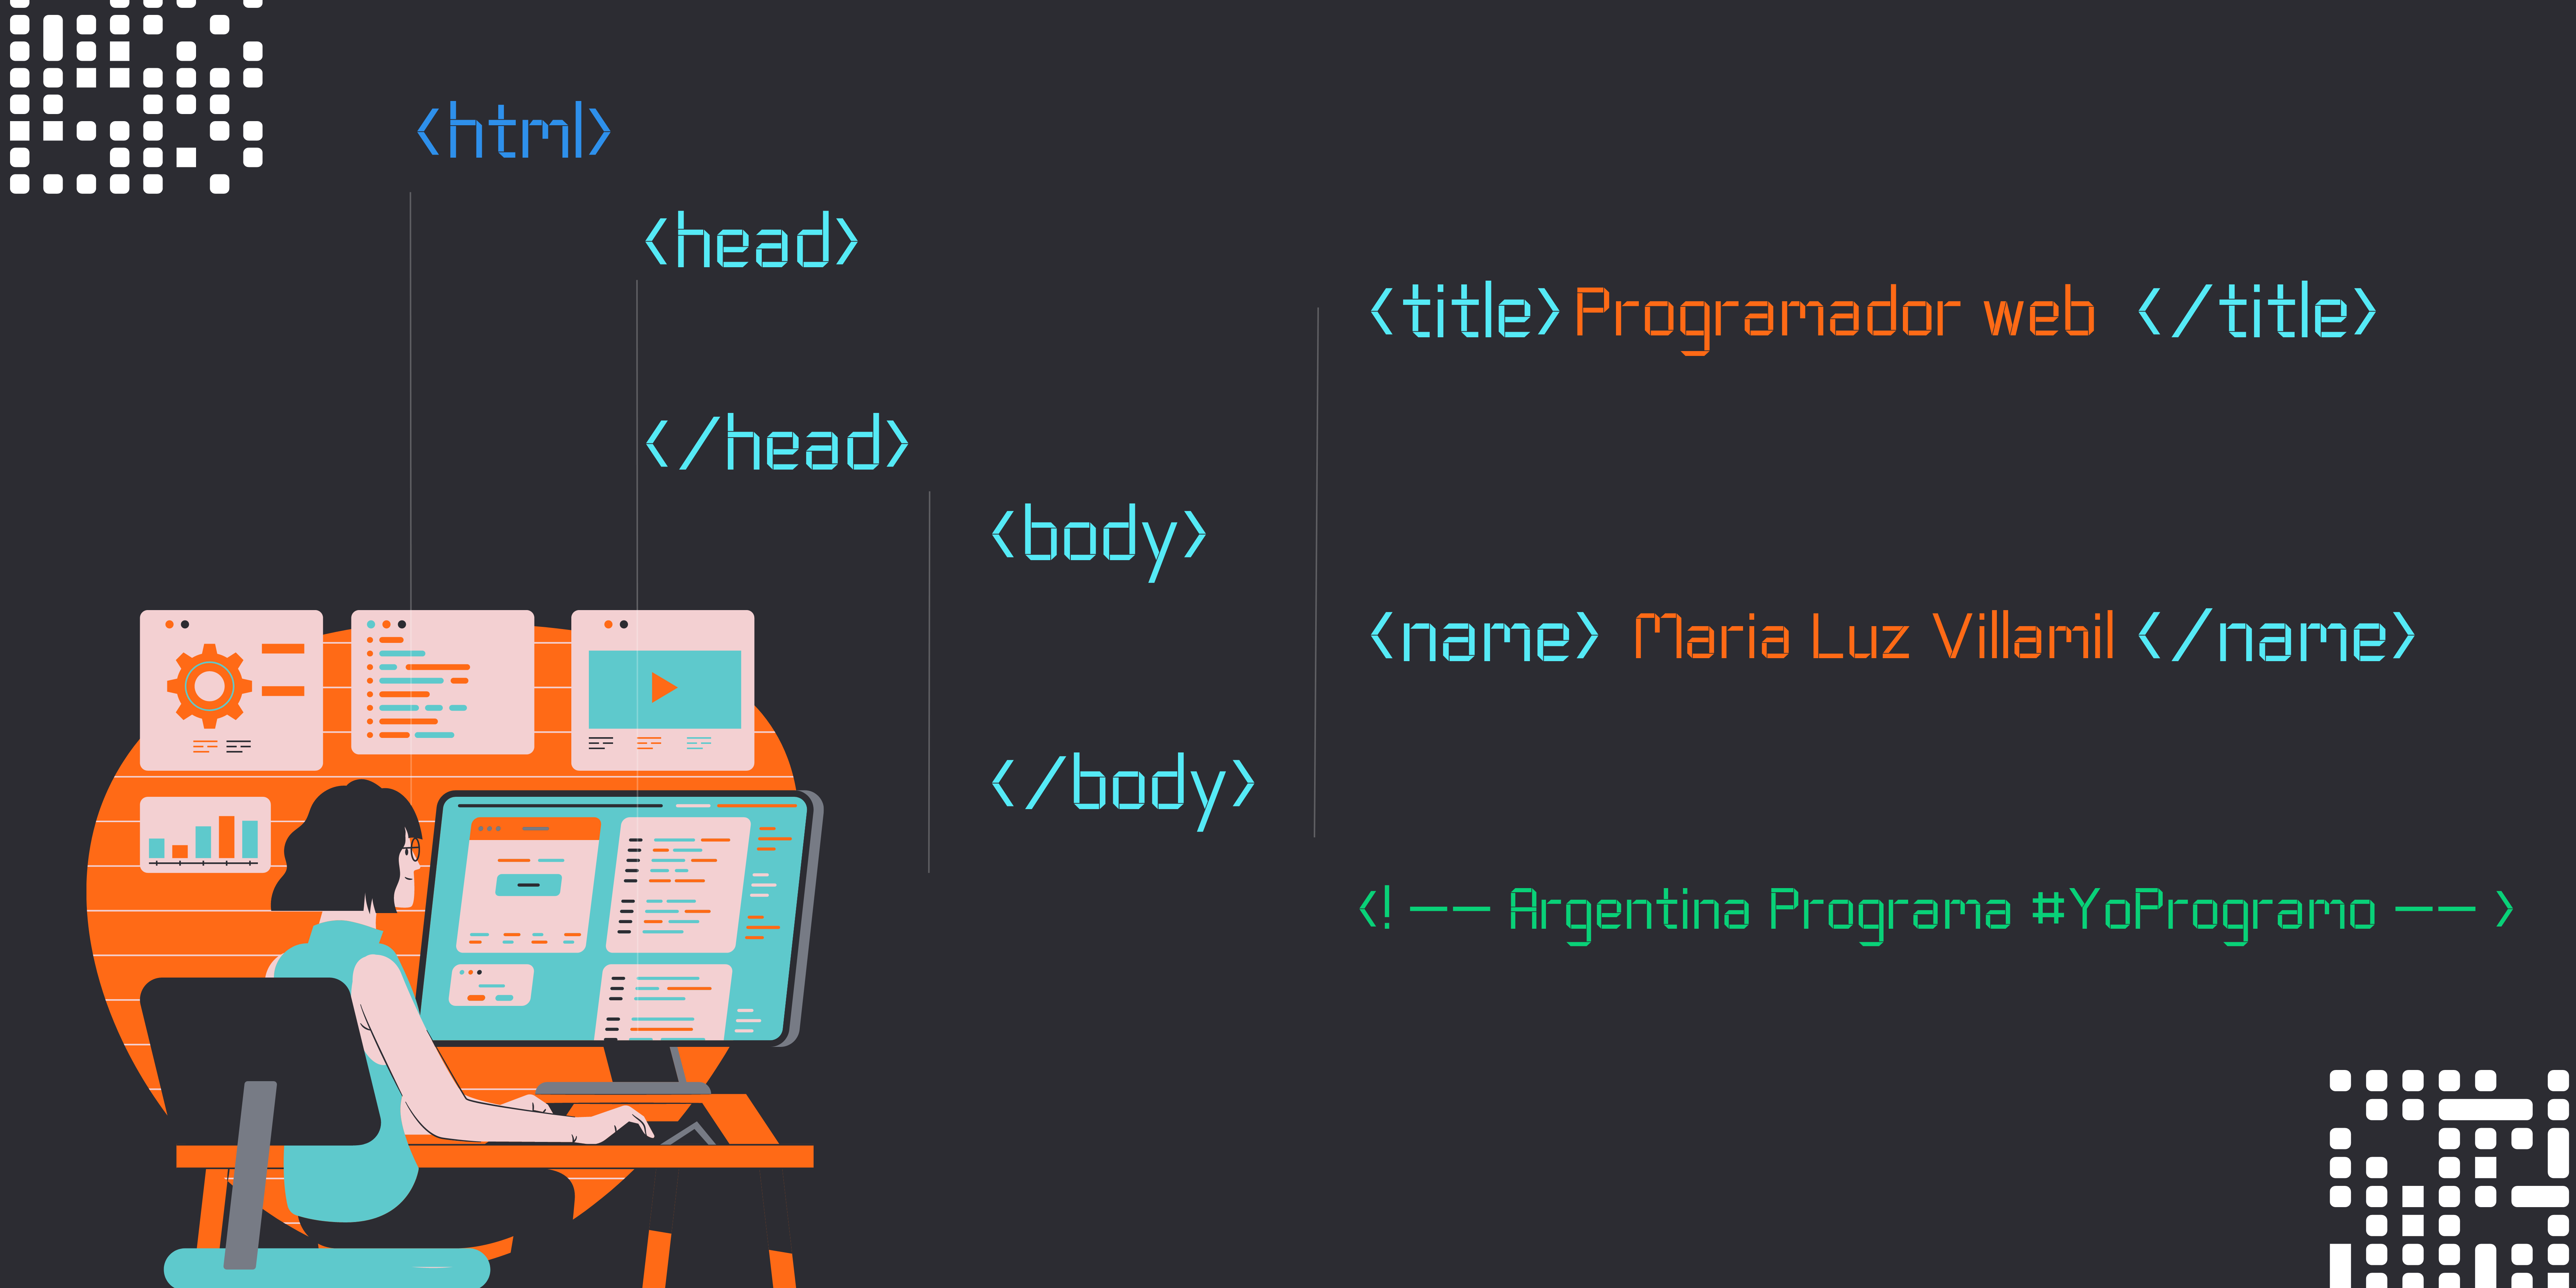 <html>
<head>
<title> Programador web </title>
</head>
<body>
<name> Maria Luz Villamil </name>
</body>
<! -- Argentina Programa #YoProgramo -- >